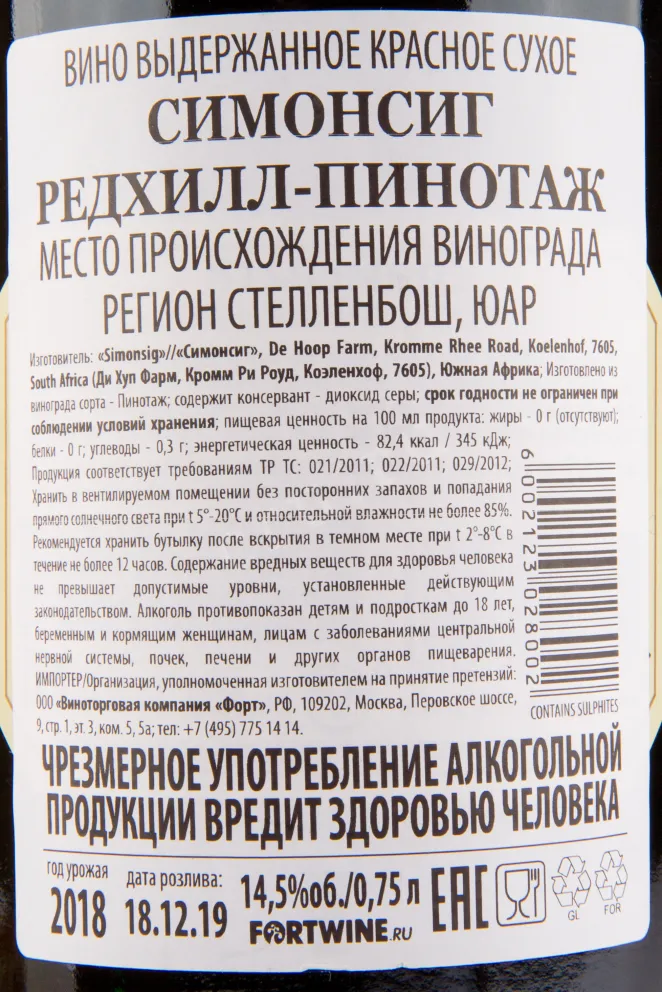 ВИНО ВЫДЕРЖАННОЕ КРАСНОЕ СУХОЕ
СИМОНСИГ
РЕДХИЛЛ-ПИНОТАЖ
МЕСТО ПРОИСХОЖДЕНИЯ ВИНОГРАДА
РЕГИОН СТЕЛЛЕНБОШ, ЮАР
Изготовитель: «Simonsig»//«Симонсиг», De Hoop Farm, Kromme Rhee Road, Koelenhof, 7605,
South Africa (Ди Хуп Фарм, Кромм Ри Роуд, Коэленхоф, 7605), Южная Африка; Изготовлено из
винограда сорта - Пинотаж; содержит консервант - диоксид серы; срок годности не ограничен при
соблюдении условий хранения; пищевая ценность на 100 мл продукта: жиры - 0 г (отсутствуют);
белки - 0 г; углеводы - 0,3 г; энергетическая ценность - 82,4 ккал / 345 кДж;
Продукция соответствует требованиям ТР ТС: 021/2011; 022/2011; 029/2012;
Хранить в вентилируемом помещении без посторонних запахов и попадания
прямого солнечного света при t 5°-20°С и относительной влажности не более 85%.
Рекомендуется хранить бутылку после вскрытия в темном месте при t 2°-8°С в
течение не более 12 часов. Содержание вредных веществ для здоровья человека
не превышает допустимые уровни, установленные действующим
законодательством. Алкоголь противопоказан детям и подросткам до 18 лет,
беременным и кормящим женщинам, лицам с заболеваниями центральной
нервной системы, почек, печени и других органов пищеварения.
ИМПОРТЕР/Организация, уполномоченная изготовителем на принятие претензий:
ООО «Виноторговая компания «Форт», РФ, 109202, Москва, Перовское шоссе,
9, стр. 1, эт. 3, ком. 5, 5а; тел: +7 (495) 775 14 14.
6 002123 028002
CONTAINS SULPHITES
ЧРЕЗМЕРНОЕ УПОТРЕБЛЕНИЕ АЛКОГОЛЬНОЙ
ПРОДУКЦИИ ВРЕДИТ ЗДОРОВЬЮ ЧЕЛОВЕКА
год урожая
2018
дата розлива:
18.12.19
14,5%об./0,75 л
FORTWINE.RU
EAC
GL
FOR